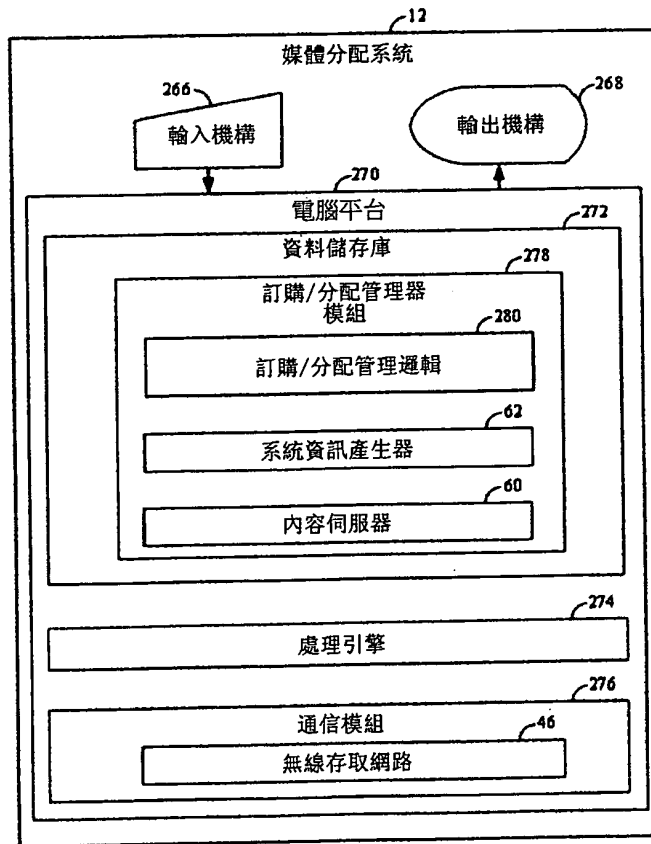 12
媒體分配系統
266
268
輸入機構
輸出機構
270
電腦平台
272
資料儲存庫
278
訂購/分配管理器
模組
280
訂購/分配管理邏輯
62
系統資訊產生器
60
內容伺服器
274
處理引擎
276
通信模組
46
無線存取網路